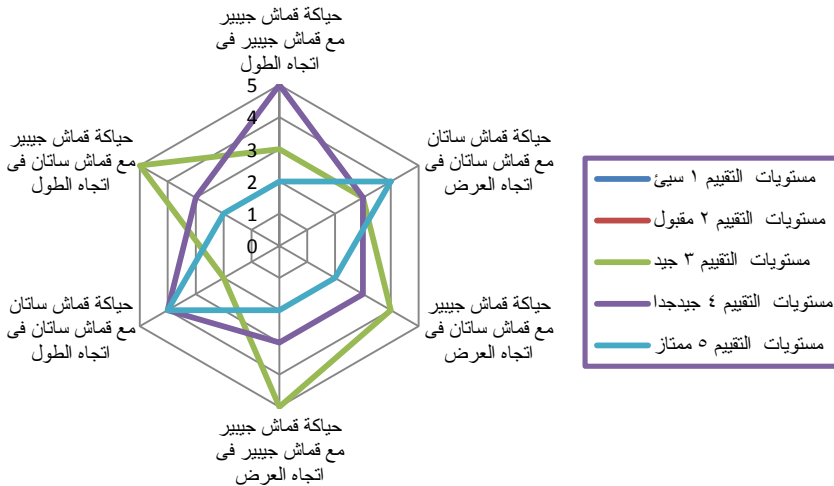 حياكة قماش جيبير
مع قماش جيبير فى
اتجاه الطول
5
4
3
2
1
0
حياكة قماش ساتان
مع قماش ساتان فى
اتجاه العرض
حياكة قماش جيبير
مع قماش ساتان فى
اتجاه العرض
حياكة قماش جيبير
مع قماش جيبير فى
اتجاه العرض
حياكة قماش ساتان
مع قماش ساتان فى
اتجاه الطول
حياكة قماش جيبير
مع قماش ساتان فى
اتجاه الطول
مستويات التقييم ١ سيئ
مستويات التقييم ٢ مقبول
مستويات التقييم ٣ جيد
مستويات التقييم ٤ جيدجدا
مستويات التقييم ٥ ممتاز